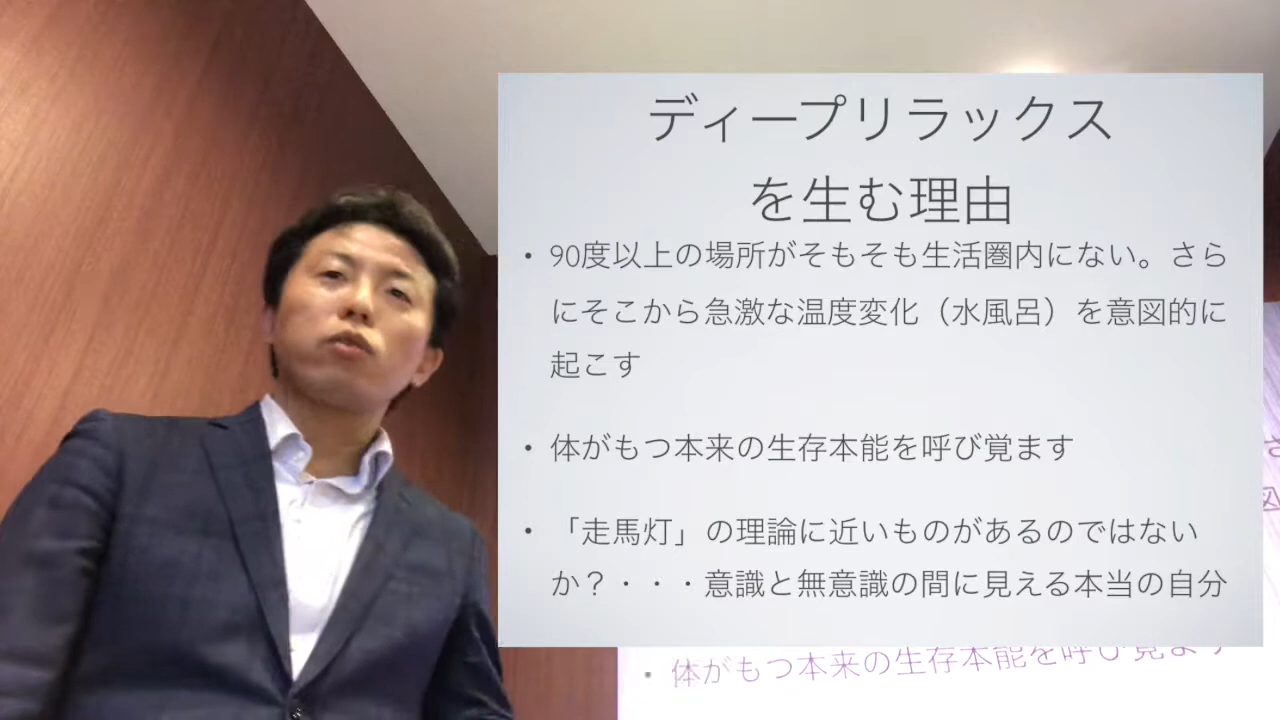 ディープリラックス
を生む理由
• 90度以上の場所がそもそも生活圏内にない。さら
にそこから急激な温度変化（水風呂）を意図的に
起こす
• 体がもつ本来の生存本能を呼び覚ます
• 「走馬灯」の理論に近いものがあるのではない
か？・・・意識と無意識の間に見える本当の自分
• 体がもつ本来の生存本能を呼び覚ます